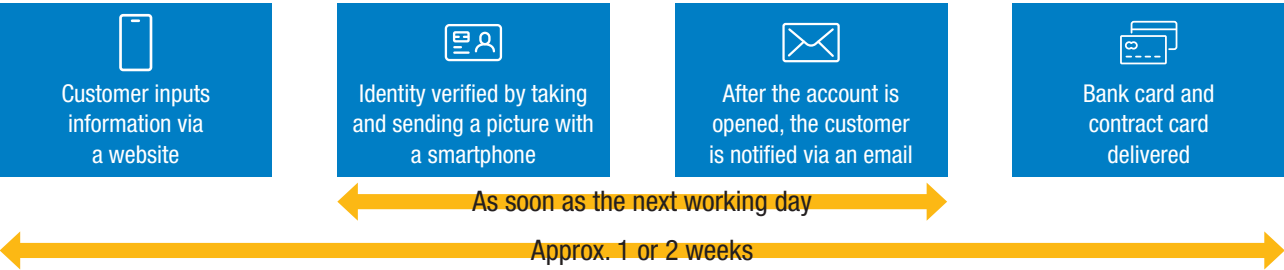 Customer inputs
information via
a website
Identity verified by taking
and sending a picture with
a smartphone
After the account is
opened, the customer
is notified via an email
Bank card and
contract card
delivered
As soon as the next working day
Approx. 1 or 2 weeks